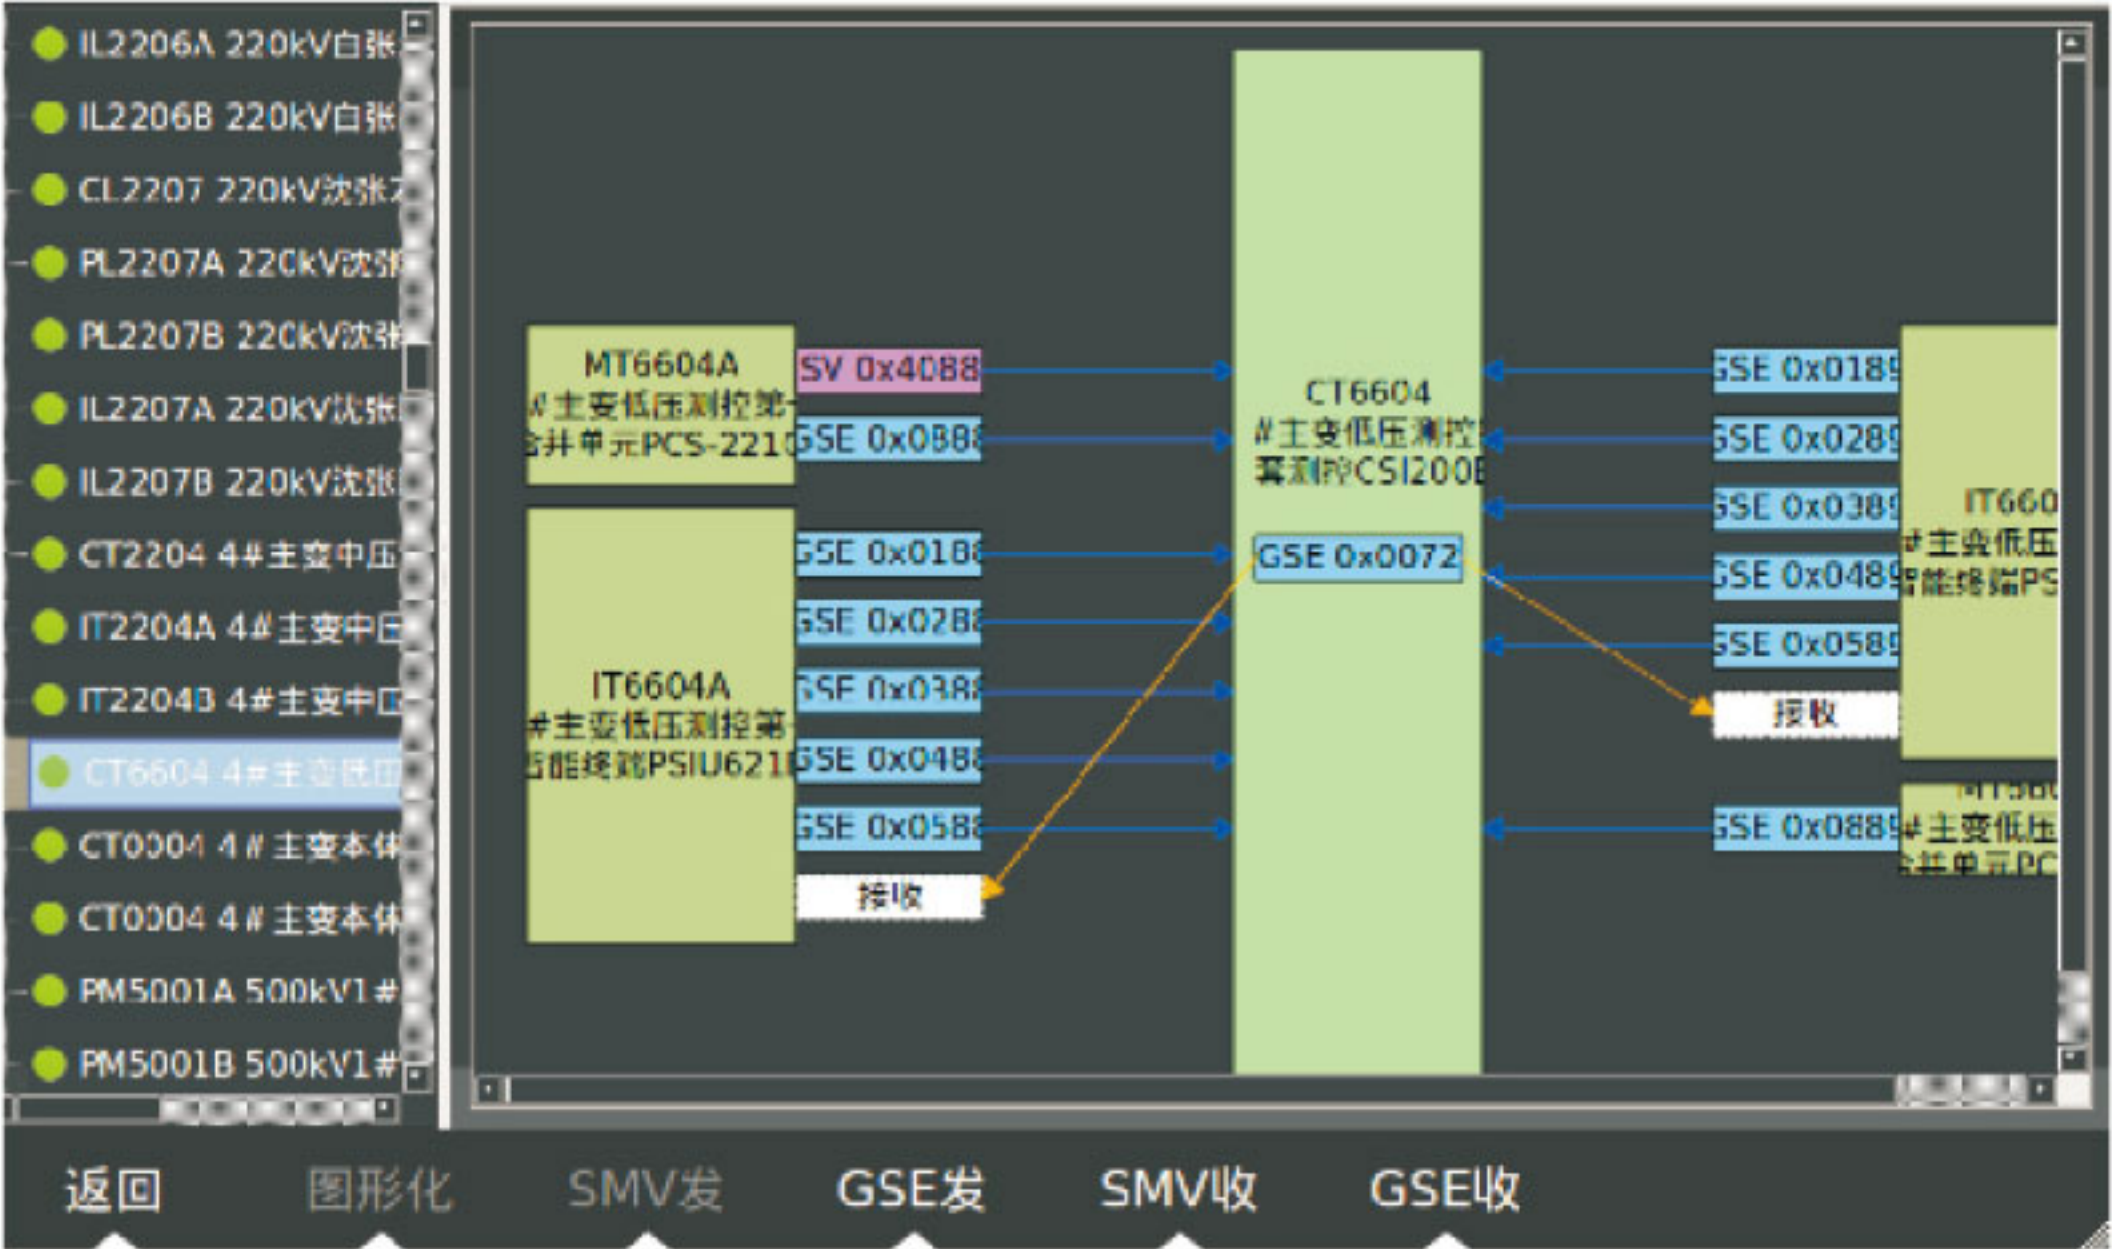 IL2206A 220kV白张
IL2206B 220kV白张
CL2207 220kV沈张2
PL2207A 220kV沈张
PL2207B 220kV沈张
IL2207A 220kV沈张
IL2207B 220kV沈张
CT2204 4#主变中压
IT2204A 4#主变中压
IT2204B 4#主变中压
CT6604 4#主变低压
CT0004 4#主变本体
CT0004 4#主变本体
PM5001A 500kV1#
PM5001B 500kV1#
MT6604A
#主变低压测控第一
合并单元PCS-221
SV 0x4088
GSE 0x0888
IT6604A
#主变低压测控第一
智能终端PSIU621
GSE 0x0188
GSE 0x0288
GSE 0x0388
GSE 0x0488
GSE 0x0588
接收
CT6604
#主变低压测控
套测控CSI200E
GSE 0x0072
GSE 0x0189
GSE 0x0289
GSE 0x0389
GSE 0x0489
GSE 0x0589
接收
IT660
#主变低压
智能终端PS
GSE 0x0889
#主变低压
合并单元PC
返回
图形化
SMV发
GSE发
SMV收
GSE收